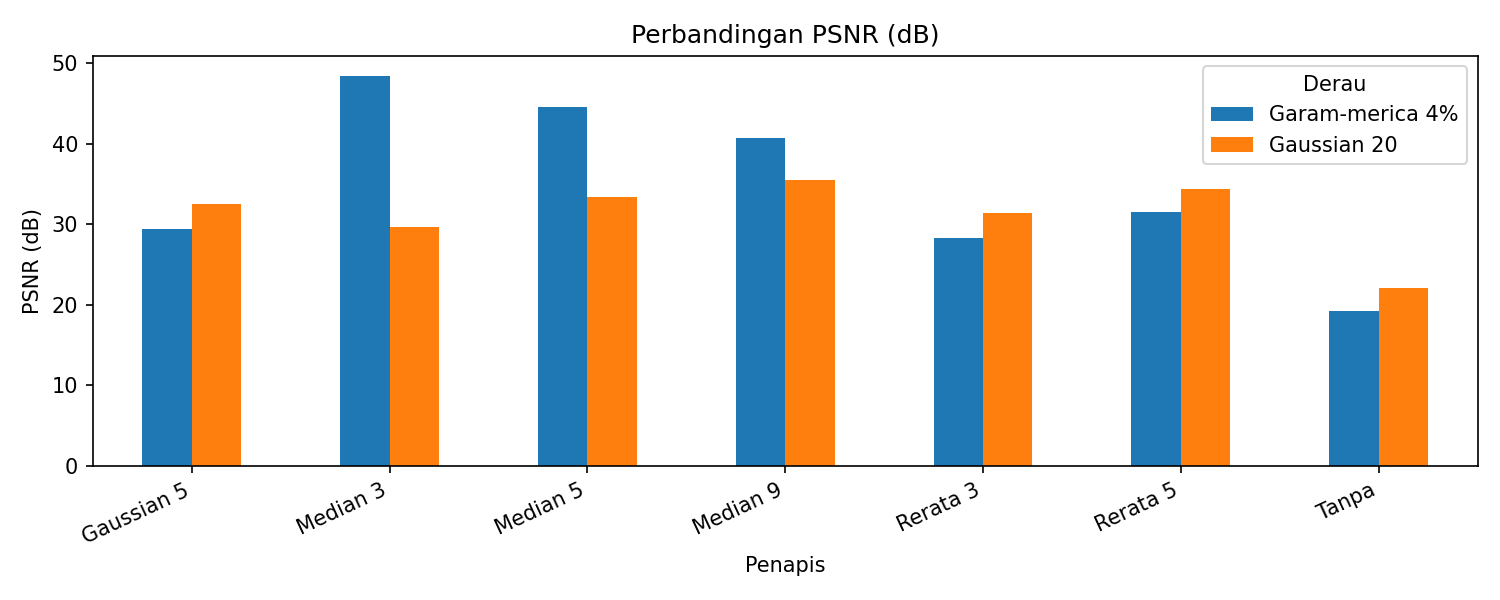 Perbandingan PSNR (dB)
Derau
Garam-merica 4%
Gaussian 20
PSNR (dB)
50
40
30
20
10
0
Gaussian 5
Median 3
Median 5
Median 9
Rerata 3
Rerata 5
Tanpa
Penapis